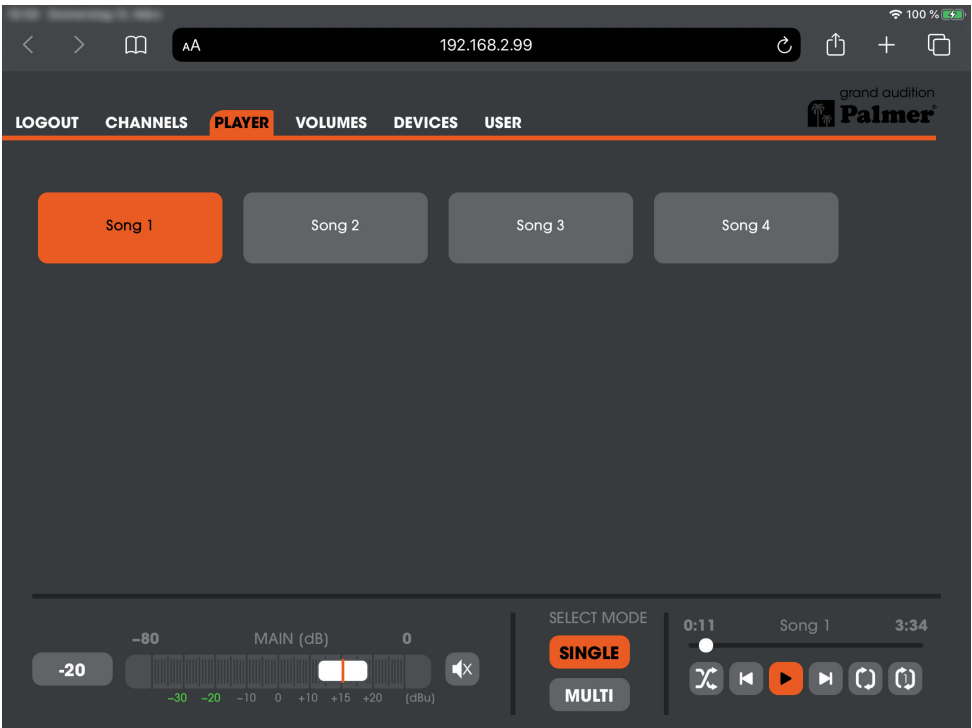 100 %
AA 192.168.2.99
grand audition
Palmer®
LOGOUT CHANNELS PLAYER VOLUMES DEVICES USER
Song 1 Song 2 Song 3 Song 4
SELECT MODE
−80 MAIN (dB) 0
0:11 Song 1 3:34
SINGLE
-20
−30 −20 −10 0 +10 +15 +20 (dBu)
MULTI
1